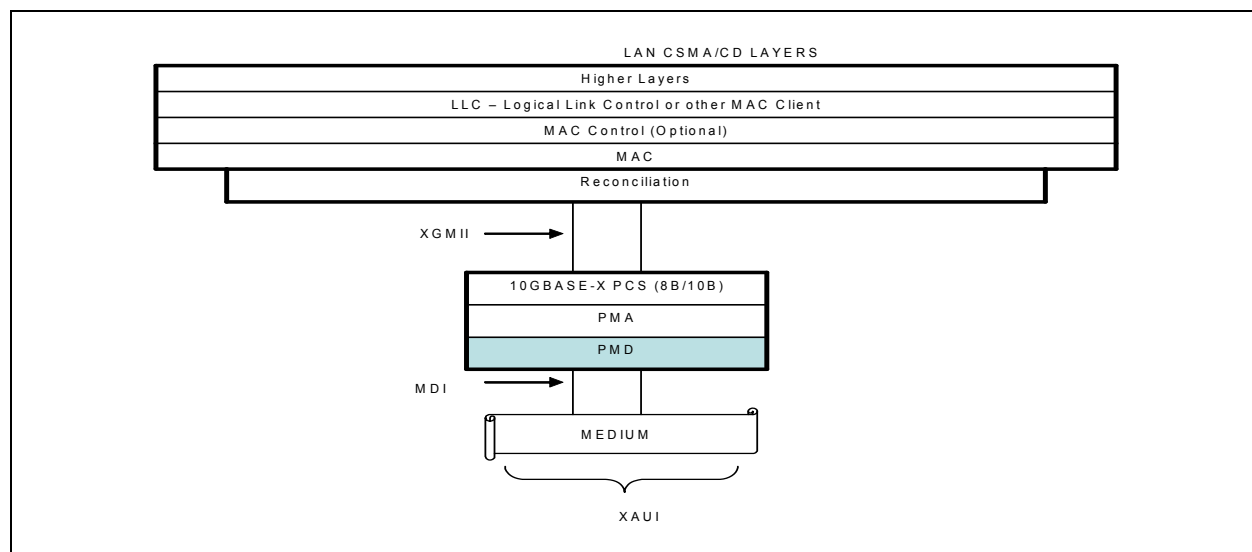 LAN CSMA/CD LAYERS
Higher Layers
LLC – Logical Link Control or other MAC Client
MAC Control (Optional)
MAC
Reconciliation
XGMII
10GBASE-X PCS (8B/10B)
PMA
PMD
MDI
MEDIUM
XAUI